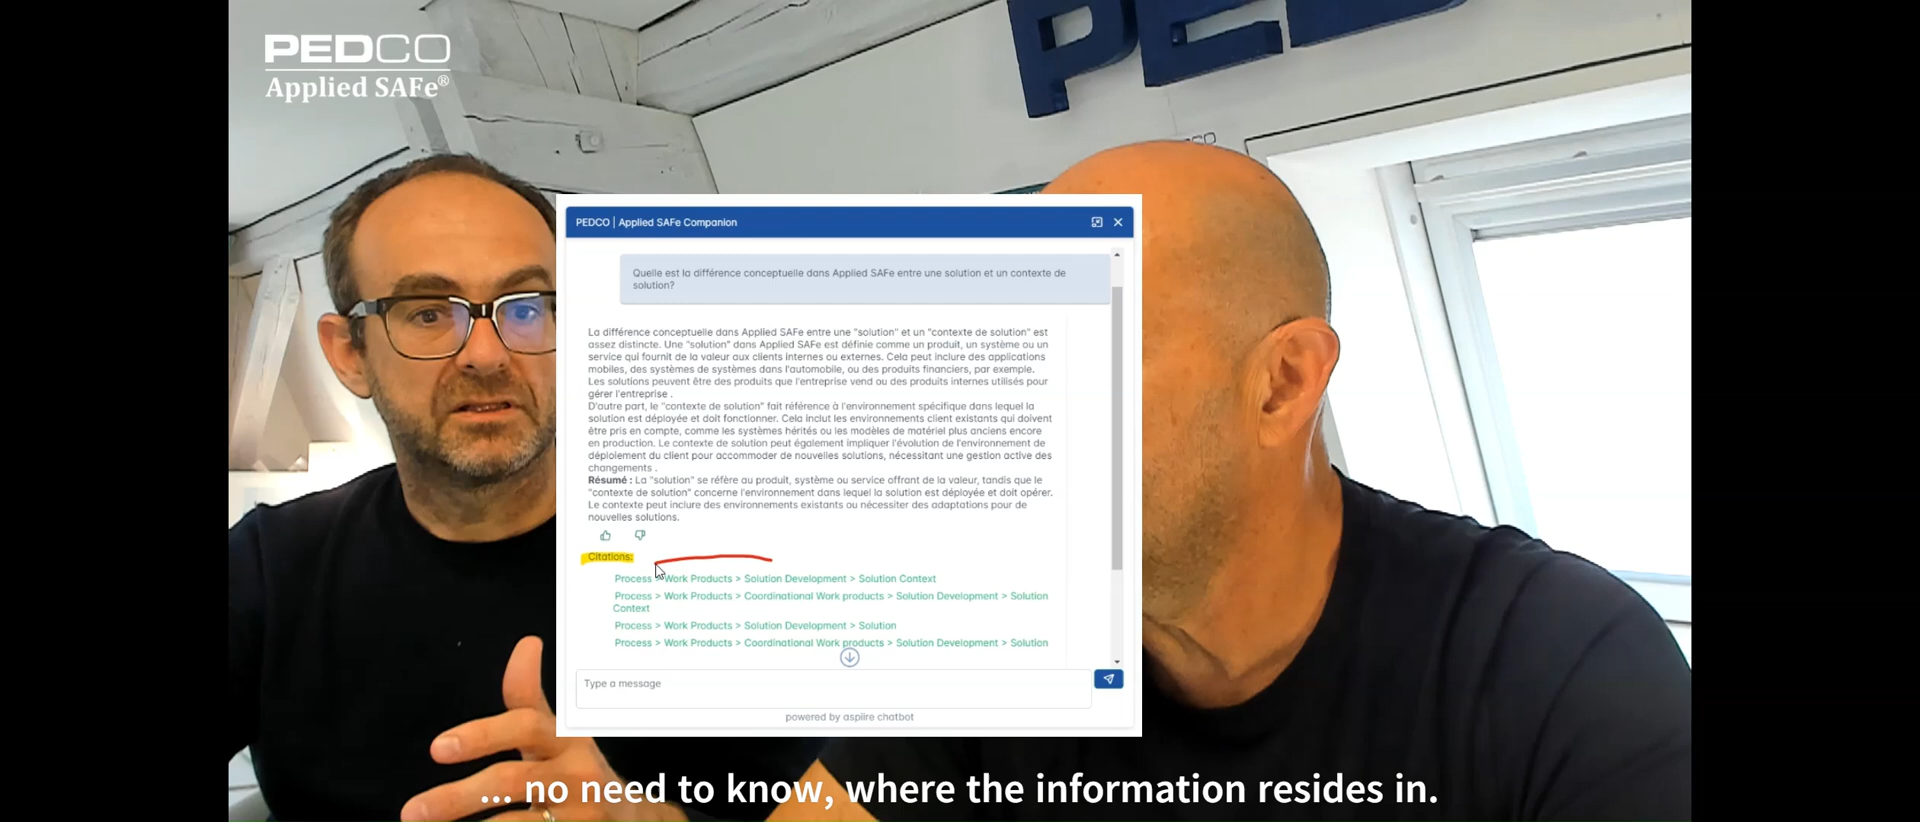 PEDCO
Applied SAFe®
PED
PEDCO | Applied SAFe Companion
Quelle est la différence conceptuelle dans Applied SAFe entre une solution et un contexte de
solution?
La différence conceptuelle dans Applied SAFe entre une "solution" et un "contexte de solution" est
assez distincte. Une "solution" dans Applied SAFe est définie comme un produit, un système ou un
service qui fournit de la valeur aux clients internes ou externes. Cela peut inclure des applications
mobiles, des systèmes de systèmes dans l'automobile, ou des produits financiers, par exemple.
Les solutions peuvent être des produits que l'entreprise vend ou des produits internes utilisés pour
gérer l'entreprise .
D'autre part, le "contexte de solution" fait référence à l'environnement spécifique dans lequel la
solution est déployée et doit fonctionner. Cela inclut les environnements client existants qui doivent
être pris en compte, comme les systèmes hérités ou les modèles de matériel plus anciens encore
en production. Le contexte de solution peut également impliquer l'évolution de l'environnement de
déploiement du client pour accommoder de nouvelles solutions, nécessitant une gestion active des
changements .
Résumé : La "solution" se réfère au produit, système ou service offrant de la valeur, tandis que le
"contexte de solution" concerne l'environnement dans lequel la solution est déployée et doit opérer.
Le contexte peut inclure des environnements existants ou nécessiter des adaptations pour de
nouvelles solutions.
Citations:
Process > Work Products > Solution Development > Solution Context
Process > Work Products > Coordinational Work products > Solution Development > Solution
Context
Process > Work Products > Solution Development > Solution
Process > Work Products > Coordinational Work products > Solution Development > Solution
Type a message
powered by aspiire chatbot
... no need to know, where the information resides in.